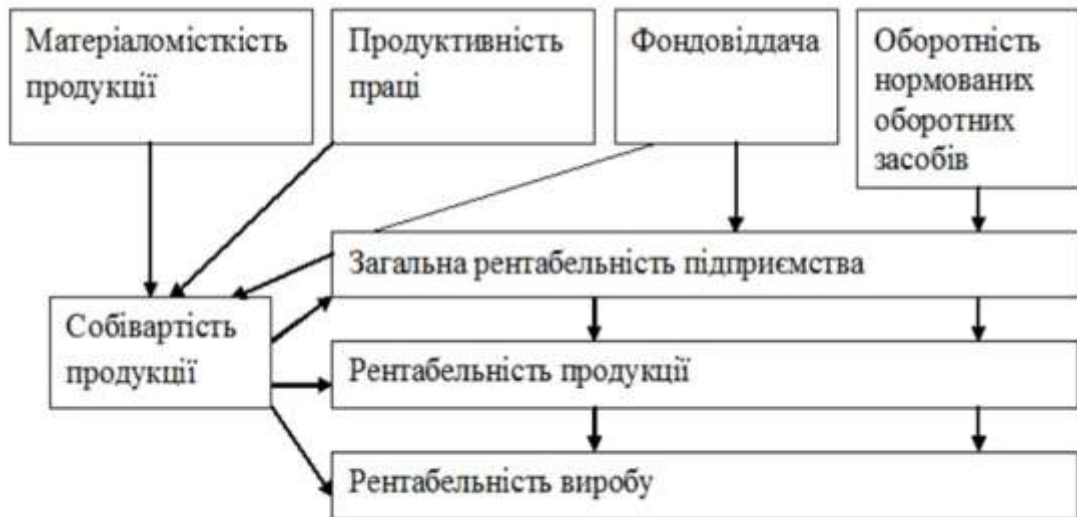 Матеріаломісткість
продукції
Продуктивність
праці
Фондовіддача
Оборотність
нормованих
оборотних
засобів
Загальна рентабельність підприємства
Собівартість
продукції
Рентабельність продукції
Рентабельність виробу